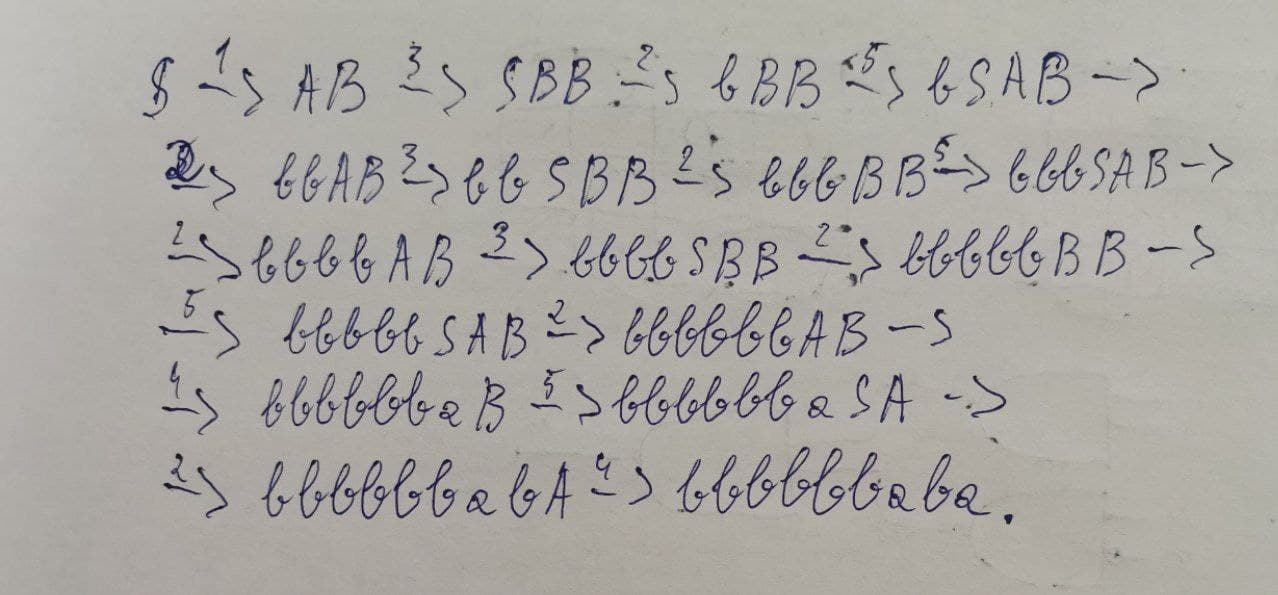 S →¹ AB →³ SBB →² bBB →⁵ bSAB →
→² bbAB →³ bbSBB →² bbbBB →⁵ bbbSAB →
→² bbbbAB →³ bbbbSBB →² bbbbbBB →
→⁵ bbbbbSAB →² bbbbbbAB →
→⁴ bbbbbbaB →⁵ bbbbbbaSA →
→² bbbbbbabA →⁴ bbbbbbaba.